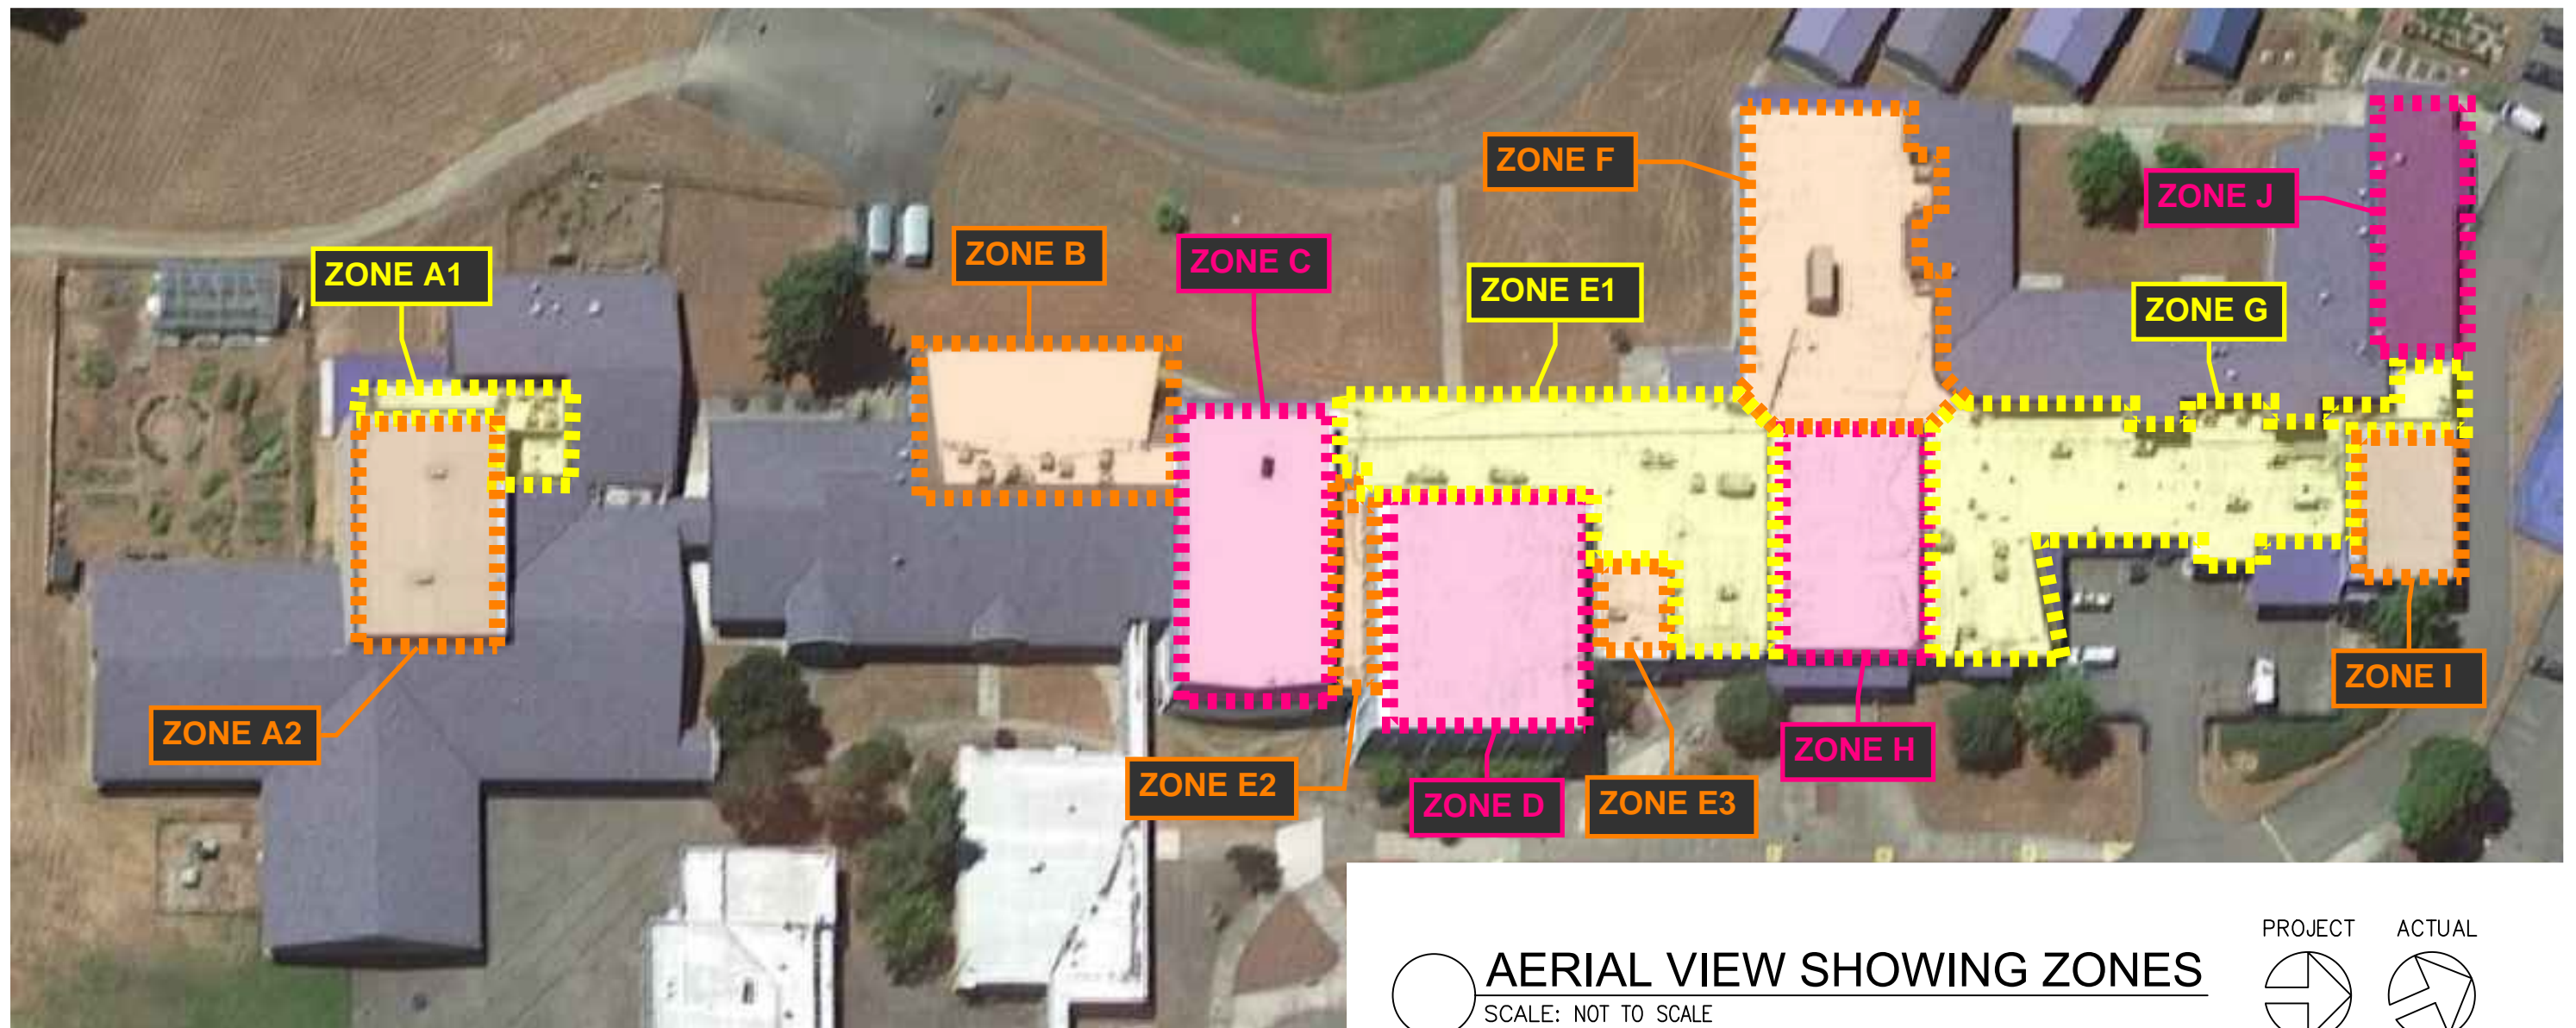 ZONE F
ZONE J
ZONE A1
ZONE B
ZONE C
ZONE E1
ZONE G
ZONE A2
ZONE E2
ZONE D
ZONE E3
ZONE H
ZONE I
PROJECT
ACTUAL
AERIAL VIEW SHOWING ZONES
SCALE: NOT TO SCALE